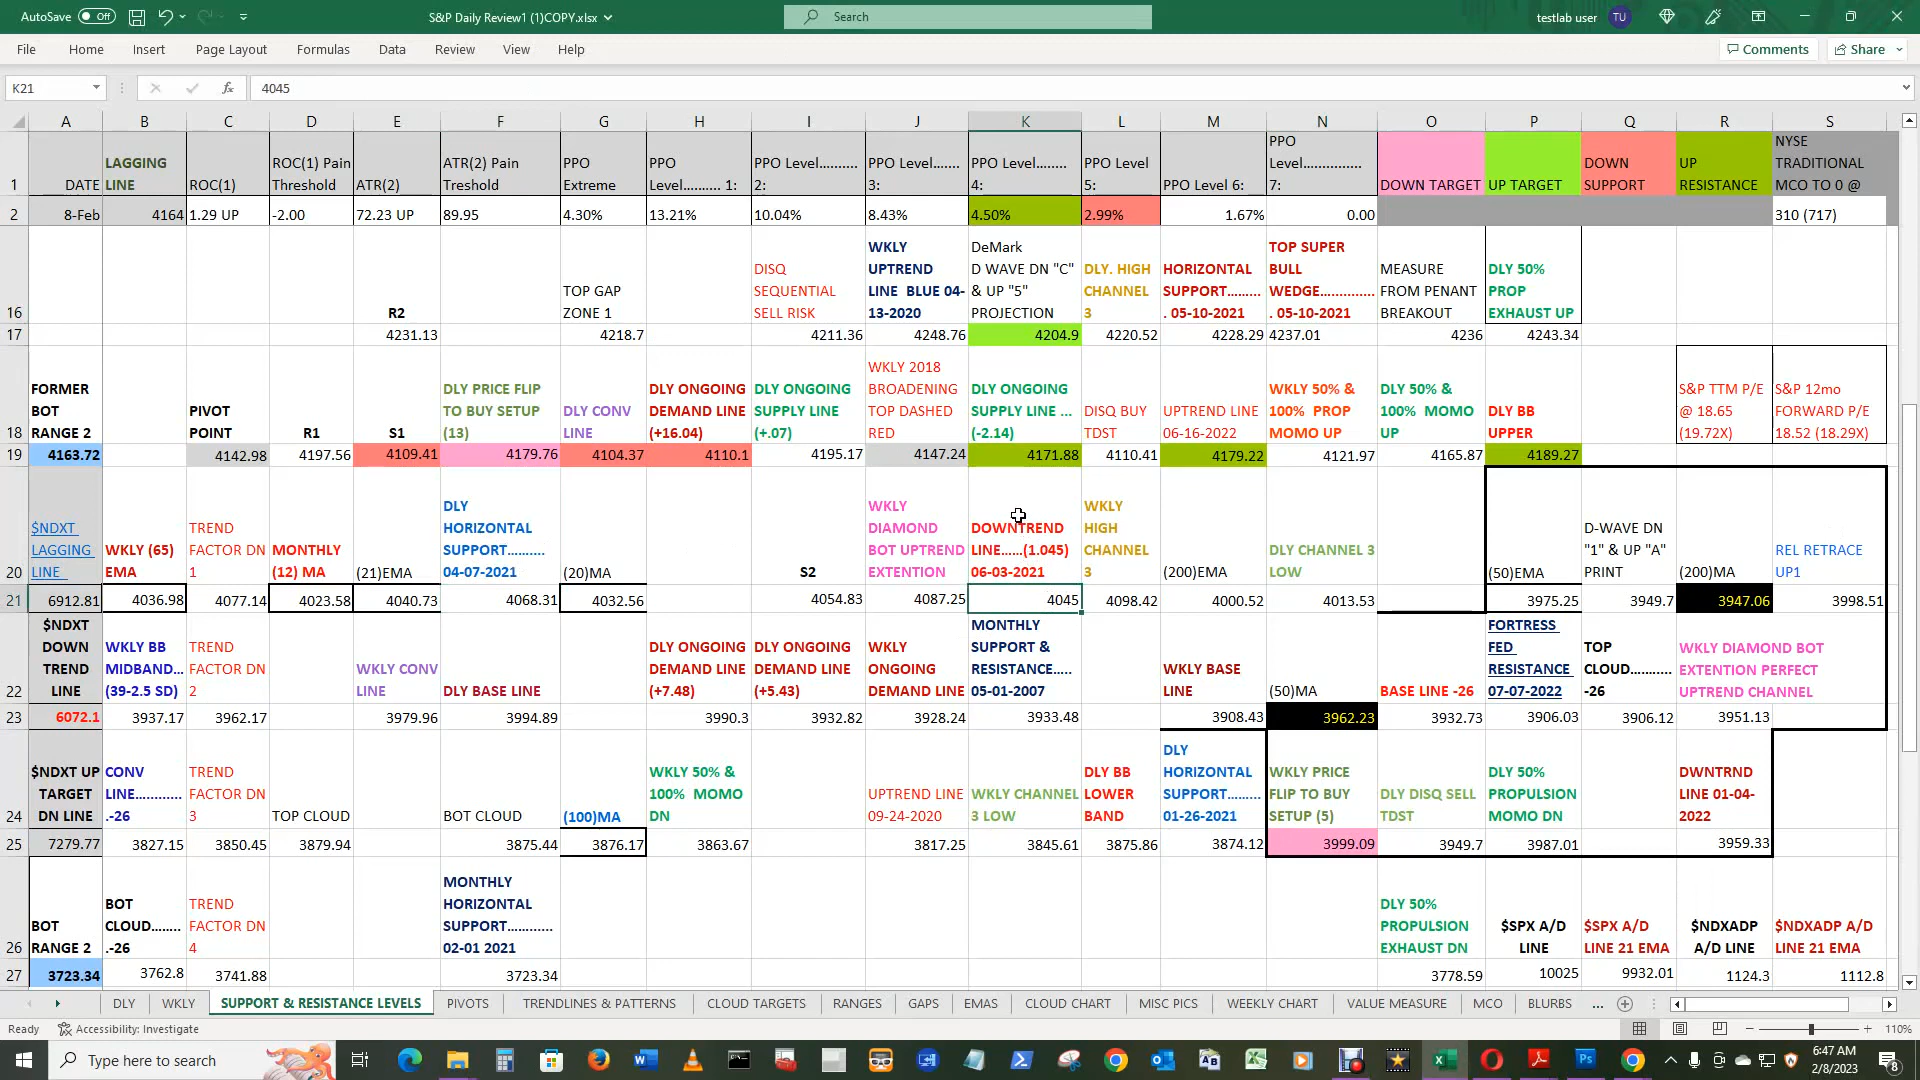 AutoSave Off S&P Daily Review1 (1)COPY.xlsx Search testlab user TU
File Home Insert Page Layout Formulas Data Review View Help Comments Share
K21 fx 4045
A B C D E F G H I J K L M N O P Q R S
1 DATE LAGGING LINE ROC(1) ROC(1) Pain Threshold ATR(2) ATR(2) Pain Treshold PPO Extreme PPO Level.......... 1: PPO Level.......... 2: PPO Level....... 3: PPO Level........ 4: PPO Level 5: PPO Level 6: PPO Level............... 7: DOWN TARGET UP TARGET DOWN SUPPORT UP RESISTANCE NYSE TRADITIONAL MCO TO 0 @
2 8-Feb 4164 1.29 UP -2.00 72.23 UP 89.95 4.30% 13.21% 10.04% 8.43% 4.50% 2.99% 1.67% 0.00 310 (717)
16 R2 TOP GAP ZONE 1 DISQ SEQUENTIAL SELL RISK WKLY UPTREND LINE BLUE 04-13-2020 DeMark D WAVE DN "C" & UP "5" PROJECTION DLY. HIGH CHANNEL 3 HORIZONTAL SUPPORT.......... 05-10-2021 TOP SUPER BULL WEDGE............... 05-10-2021 MEASURE FROM PENANT BREAKOUT DLY 50% PROP EXHAUST UP
17 4231.13 4218.7 4211.36 4248.76 4204.9 4220.52 4228.29 4237.01 4236 4243.34
18 FORMER BOT RANGE 2 PIVOT POINT R1 S1 DLY PRICE FLIP TO BUY SETUP (13) DLY CONV LINE DLY ONGOING DEMAND LINE (+16.04) DLY ONGOING SUPPLY LINE (+.07) WKLY 2018 BROADENING TOP DASHED RED DLY ONGOING SUPPLY LINE ... (-2.14) DISQ BUY TDST UPTREND LINE 06-16-2022 WKLY 50% & 100% PROP MOMO UP DLY 50% & 100% MOMO UP DLY BB UPPER S&P TTM P/E @ 18.65 (19.72X) S&P 12mo FORWARD P/E 18.52 (18.29X)
19 4163.72 4142.98 4197.56 4109.41 4179.76 4104.37 4110.1 4195.17 4147.24 4171.88 4110.41 4179.22 4121.97 4165.87 4189.27
20 $NDXT LAGGING LINE WKLY (65) EMA TREND FACTOR DN 1 MONTHLY (12) MA (21)EMA DLY HORIZONTAL SUPPORT.......... 04-07-2021 (20)MA S2 WKLY DIAMOND BOT UPTREND EXTENTION DOWNTREND LINE......(1.045) 06-03-2021 WKLY HIGH CHANNEL 3 (200)EMA DLY CHANNEL 3 LOW (50)EMA D-WAVE DN "1" & UP "A" PRINT (200)MA REL RETRACE UP1
21 6912.81 4036.98 4077.14 4023.58 4040.73 4068.31 4032.56 4054.83 4087.25 4045 4098.42 4000.52 4013.53 3975.25 3949.7 3947.06 3998.51
22 $NDXT DOWN TREND LINE WKLY BB MIDBAND... (39-2.5 SD) TREND FACTOR DN 2 WKLY CONV LINE DLY BASE LINE DLY ONGOING DEMAND LINE (+7.48) DLY ONGOING DEMAND LINE (+5.43) WKLY ONGOING DEMAND LINE MONTHLY SUPPORT & RESISTANCE..... 05-01-2007 WKLY BASE LINE (50)MA BASE LINE -26 FORTRESS FED RESISTANCE 07-07-2022 TOP CLOUD.......... -26 WKLY DIAMOND BOT EXTENTION PERFECT UPTREND CHANNEL
23 6072.1 3937.17 3962.17 3979.96 3994.89 3990.3 3932.82 3928.24 3933.48 3908.43 3962.23 3932.73 3906.03 3906.12 3951.13
24 $NDXT UP TARGET DN LINE CONV LINE............ .-26 TREND FACTOR DN 3 TOP CLOUD BOT CLOUD (100)MA WKLY 50% & 100% MOMO DN UPTREND LINE 09-24-2020 WKLY CHANNEL 3 LOW DLY BB LOWER BAND DLY HORIZONTAL SUPPORT......... 01-26-2021 WKLY PRICE FLIP TO BUY SETUP (5) DLY DISQ SELL TDST DLY 50% PROPULSION MOMO DN DWNTRND LINE 01-04-2022
25 7279.77 3827.15 3850.45 3879.94 3875.44 3876.17 3863.67 3817.25 3845.61 3875.86 3874.12 3999.09 3949.7 3987.01 3959.33
26 BOT RANGE 2 BOT CLOUD........ .-26 TREND FACTOR DN 4 MONTHLY HORIZONTAL SUPPORT............ 02-01 2021 DLY 50% PROPULSION EXHAUST DN $SPX A/D LINE $SPX A/D LINE 21 EMA $NDXADP A/D LINE $NDXADP A/D LINE 21 EMA
27 3723.34 3762.8 3741.88 3723.34 3778.59 10025 9932.01 1124.3 1112.8
DLY WKLY SUPPORT & RESISTANCE LEVELS PIVOTS TRENDLINES & PATTERNS CLOUD TARGETS RANGES GAPS EMAS CLOUD CHART MISC PICS WEEKLY CHART VALUE MEASURE MCO BLURBS ...
Ready Accessibility: Investigate 110%
Type here to search 6:47 AM
2/8/2023 8